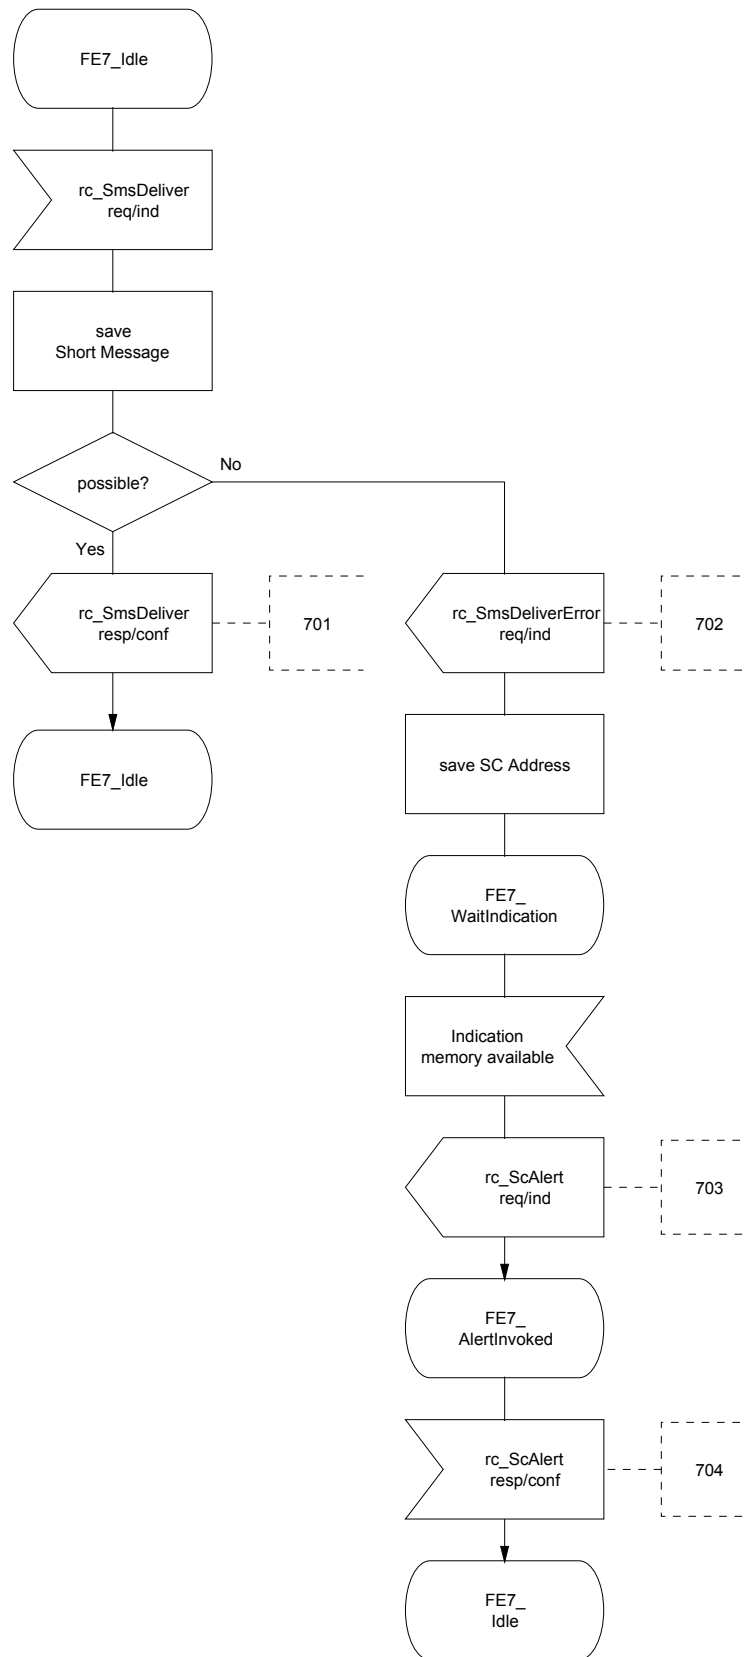 FE7_Idle
rc_SmsDeliver
req/ind
save
Short Message
possible?
No
Yes
rc_SmsDeliver
resp/conf
701
rc_SmsDeliverError
req/ind
702
FE7_Idle
save SC Address
FE7_
WaitIndication
Indication
memory available
rc_ScAlert
req/ind
703
FE7_
AlertInvoked
rc_ScAlert
resp/conf
704
FE7_
Idle